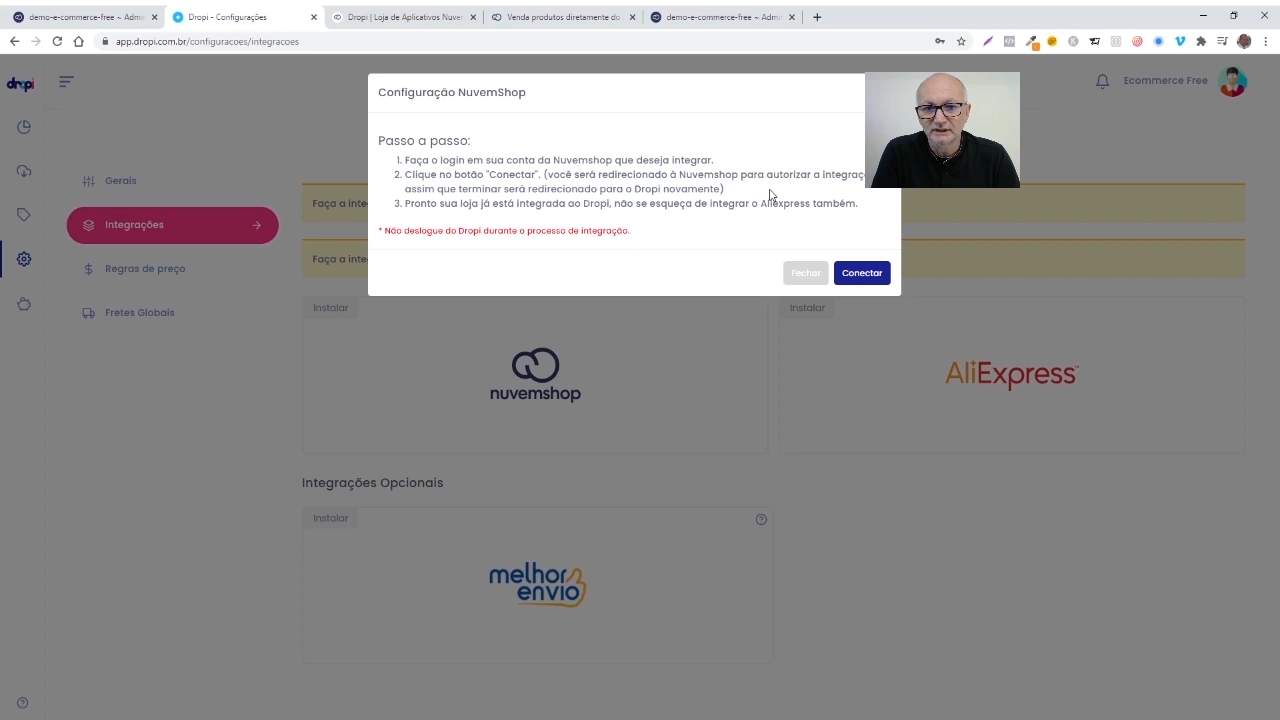 demo-e-commerce-free ~ Admi
Dropi - Configurações
Dropi | Loja de Aplicativos Nuve
Venda produtos diretamente do
demo-e-commerce-free ~ Admi
app.dropi.com.br/configuracoes/integracoes
dropi
Ecommerce Free
Configuração NuvemShop
Passo a passo:
1. Faça o login em sua conta da Nuvemshop que deseja integrar.
2. Clique no botão "Conectar". (você será redirecionado à Nuvemshop para autorizar a integraç
assim que terminar será redirecionado para o Dropi novamente)
3. Pronto sua loja já está integrada ao Dropi, não se esqueça de integrar o Aliexpress também.
* Não deslogue do Dropi durante o processo de integração.
Fechar
Conectar
Gerais
Integrações
Regras de preço
Fretes Globais
Faça a inte
Faça a inte
Instalar
nuvemshop
Instalar
AliExpress
Integrações Opcionais
Instalar
melhor
envio